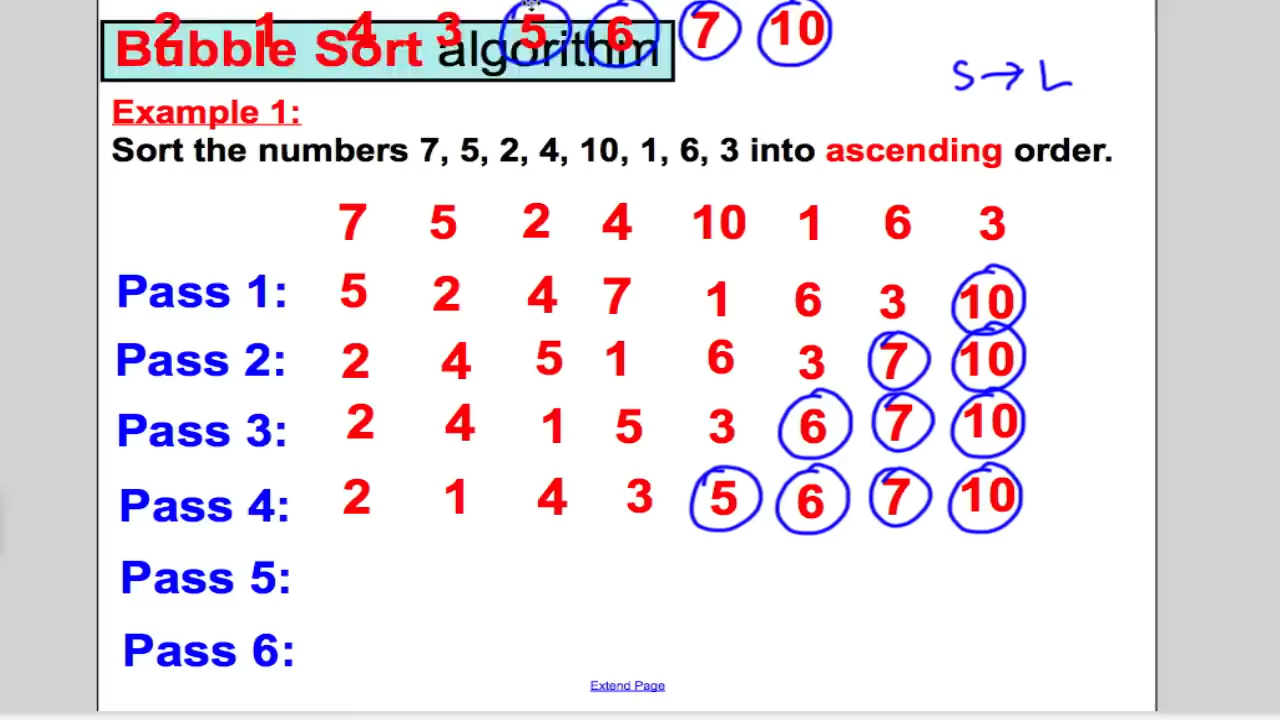 2 1 4 3 5 6 7 10
Bubble Sort algorithm
S → L
Example 1:
Sort the numbers 7, 5, 2, 4, 10, 1, 6, 3 into ascending order.
7 5 2 4 10 1 6 3
Pass 1: 5 2 4 7 1 6 3 10
Pass 2: 2 4 5 1 6 3 7 10
Pass 3: 2 4 1 5 3 6 7 10
Pass 4: 2 1 4 3 5 6 7 10
Pass 5:
Pass 6:
Extend Page